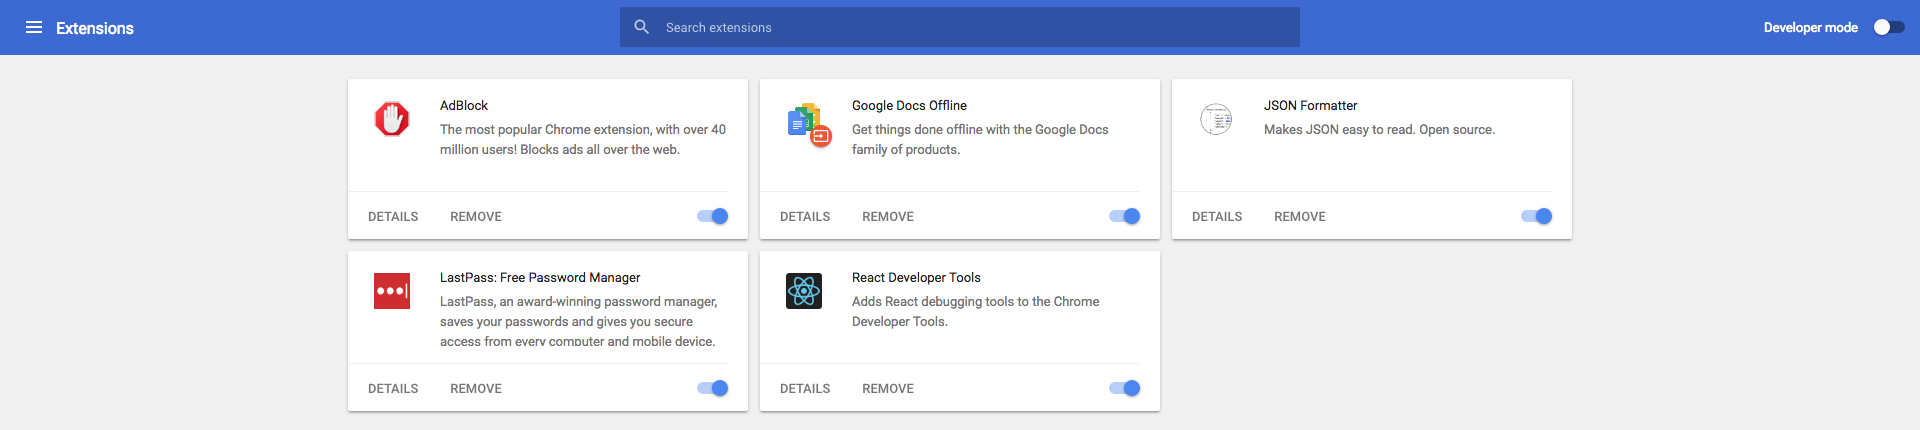 Extensions
Search extensions
Developer mode
AdBlock
The most popular Chrome extension, with over 40
million users! Blocks ads all over the web.
DETAILS REMOVE
Google Docs Offline
Get things done offline with the Google Docs
family of products.
DETAILS REMOVE
JSON Formatter
Makes JSON easy to read. Open source.
DETAILS REMOVE
LastPass: Free Password Manager
LastPass, an award-winning password manager,
saves your passwords and gives you secure
access from every computer and mobile device.
DETAILS REMOVE
React Developer Tools
Adds React debugging tools to the Chrome
Developer Tools.
DETAILS REMOVE